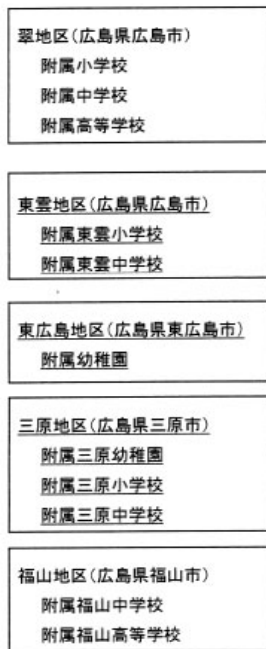 翠地区(広島県広島市)
附属小学校
附属中学校
附属高等学校
東雲地区(広島県広島市)
附属東雲小学校
附属東雲中学校
東広島地区(広島県東広島市)
附属幼稚園
三原地区(広島県三原市)
附属三原幼稚園
附属三原小学校
附属三原中学校
福山地区(広島県福山市)
附属福山中学校
附属福山高等学校